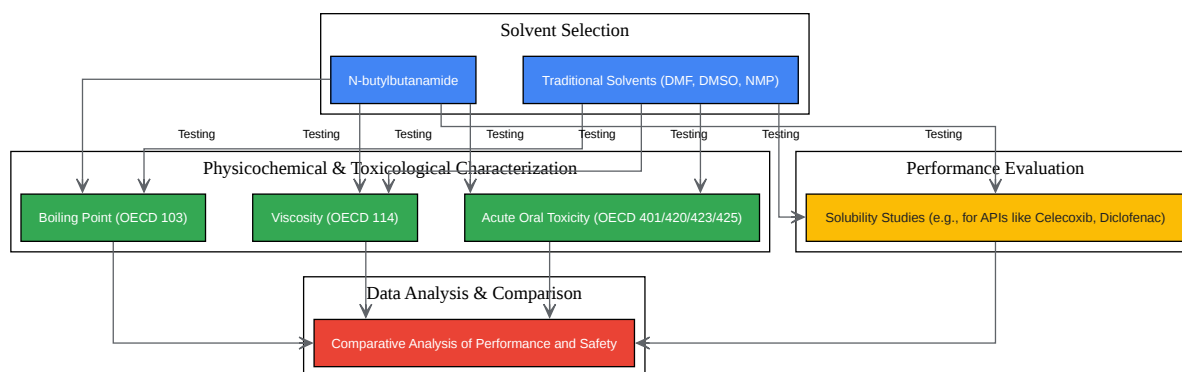 Solvent Selection
N-butylbutanamide
Traditional Solvents (DMF, DMSO, NMP)
Testing
Testing
Testing
Testing
Testing
Testing
Testing
Testing
Physicochemical & Toxicological Characterization
Performance Evaluation
Boiling Point (OECD 103)
Viscosity (OECD 114)
Acute Oral Toxicity (OECD 401/420/423/425)
Solubility Studies (e.g., for APIs like Celecoxib, Diclofenac)
Data Analysis & Comparison
Comparative Analysis of Performance and Safety